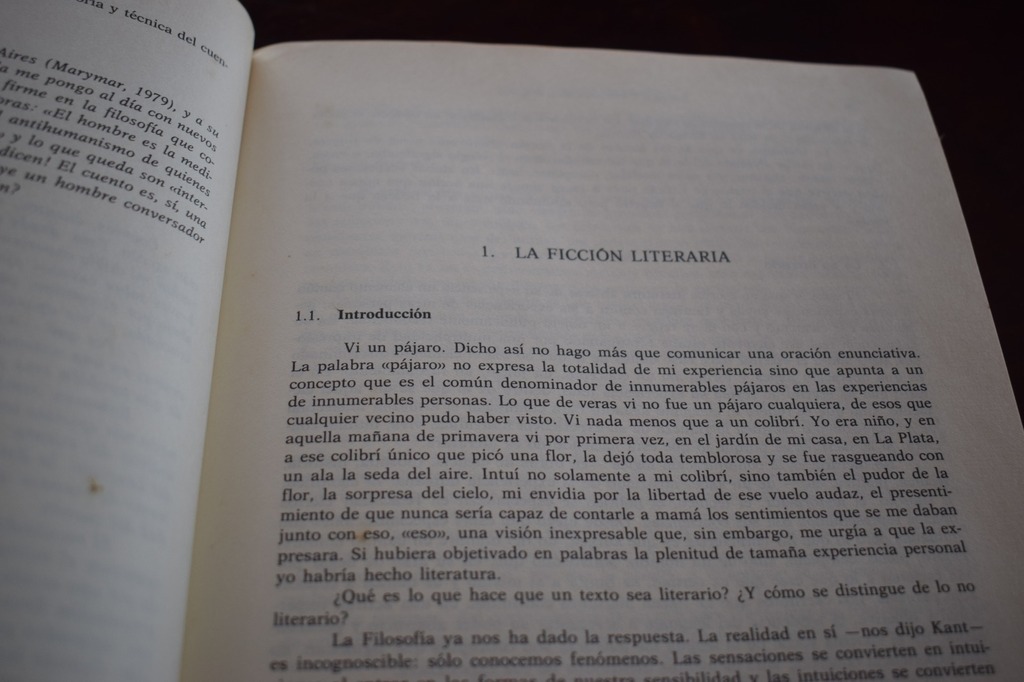 ria y técnica del cuen-
Aires (Marymar, 1979), y a su
a me pongo al día con nuevos
firme en la filosofía que co-
bras: «El hombre es la medi-
antihumanismo de quienes
y lo que queda son «inter-
dicen! El cuento es, sí, una
ye un hombre conversador
n?
1. LA FICCIÓN LITERARIA
1.1. Introducción
Vi un pájaro. Dicho así no hago más que comunicar una oración enunciativa.
La palabra «pájaro» no expresa la totalidad de mi experiencia sino que apunta a un
concepto que es el común denominador de innumerables pájaros en las experiencias
de innumerables personas. Lo que de veras vi no fue un pájaro cualquiera, de esos que
cualquier vecino pudo haber visto. Vi nada menos que a un colibrí. Yo era niño, y en
aquella mañana de primavera vi por primera vez, en el jardín de mi casa, en La Plata,
a ese colibrí único que picó una flor, la dejó toda temblorosa y se fue rasgueando con
un ala la seda del aire. Intuí no solamente a mi colibrí, sino también el pudor de la
flor, la sorpresa del cielo, mi envidia por la libertad de ese vuelo audaz, el presenti-
miento de que nunca sería capaz de contarle a mamá los sentimientos que se me daban
junto con eso, «eso», una visión inexpresable que, sin embargo, me urgía a que la ex-
presara. Si hubiera objetivado en palabras la plenitud de tamaña experiencia personal
yo habría hecho literatura.
¿Qué es lo que hace que un texto sea literario? ¿Y cómo se distingue de lo no
literario?
La Filosofía ya nos ha dado la respuesta. La realidad en sí —nos dijo Kant—
es incognoscible: sólo conocemos fenómenos. Las sensaciones se convierten en intui-
las formas de nuestra sensibilidad y las intuiciones se convierten